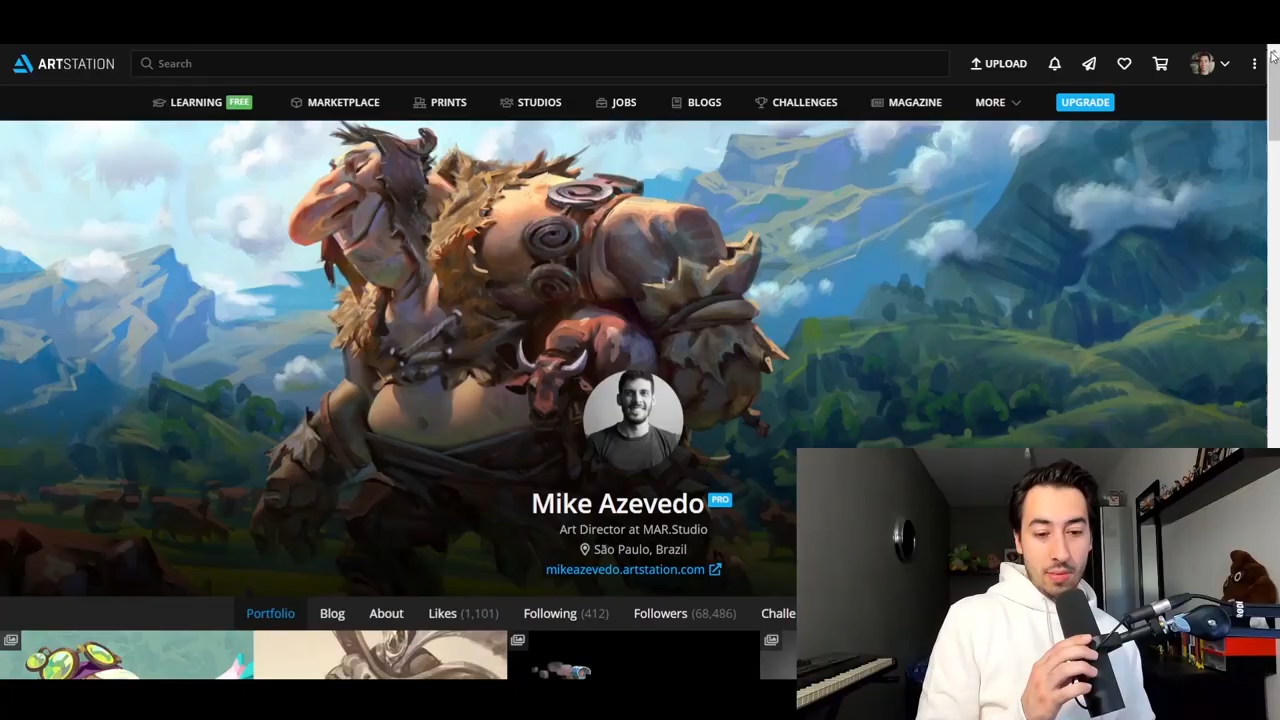 ARTSTATION
Search
UPLOAD
LEARNING FREE
MARKETPLACE
PRINTS
STUDIOS
JOBS
BLOGS
CHALLENGES
MAGAZINE
MORE
UPGRADE
Mike Azevedo PRO
Art Director at MAR.Studio
São Paulo, Brazil
mikeazevedo.artstation.com
Portfolio
Blog
About
Likes (1,101)
Following (412)
Followers (68,486)
Challe